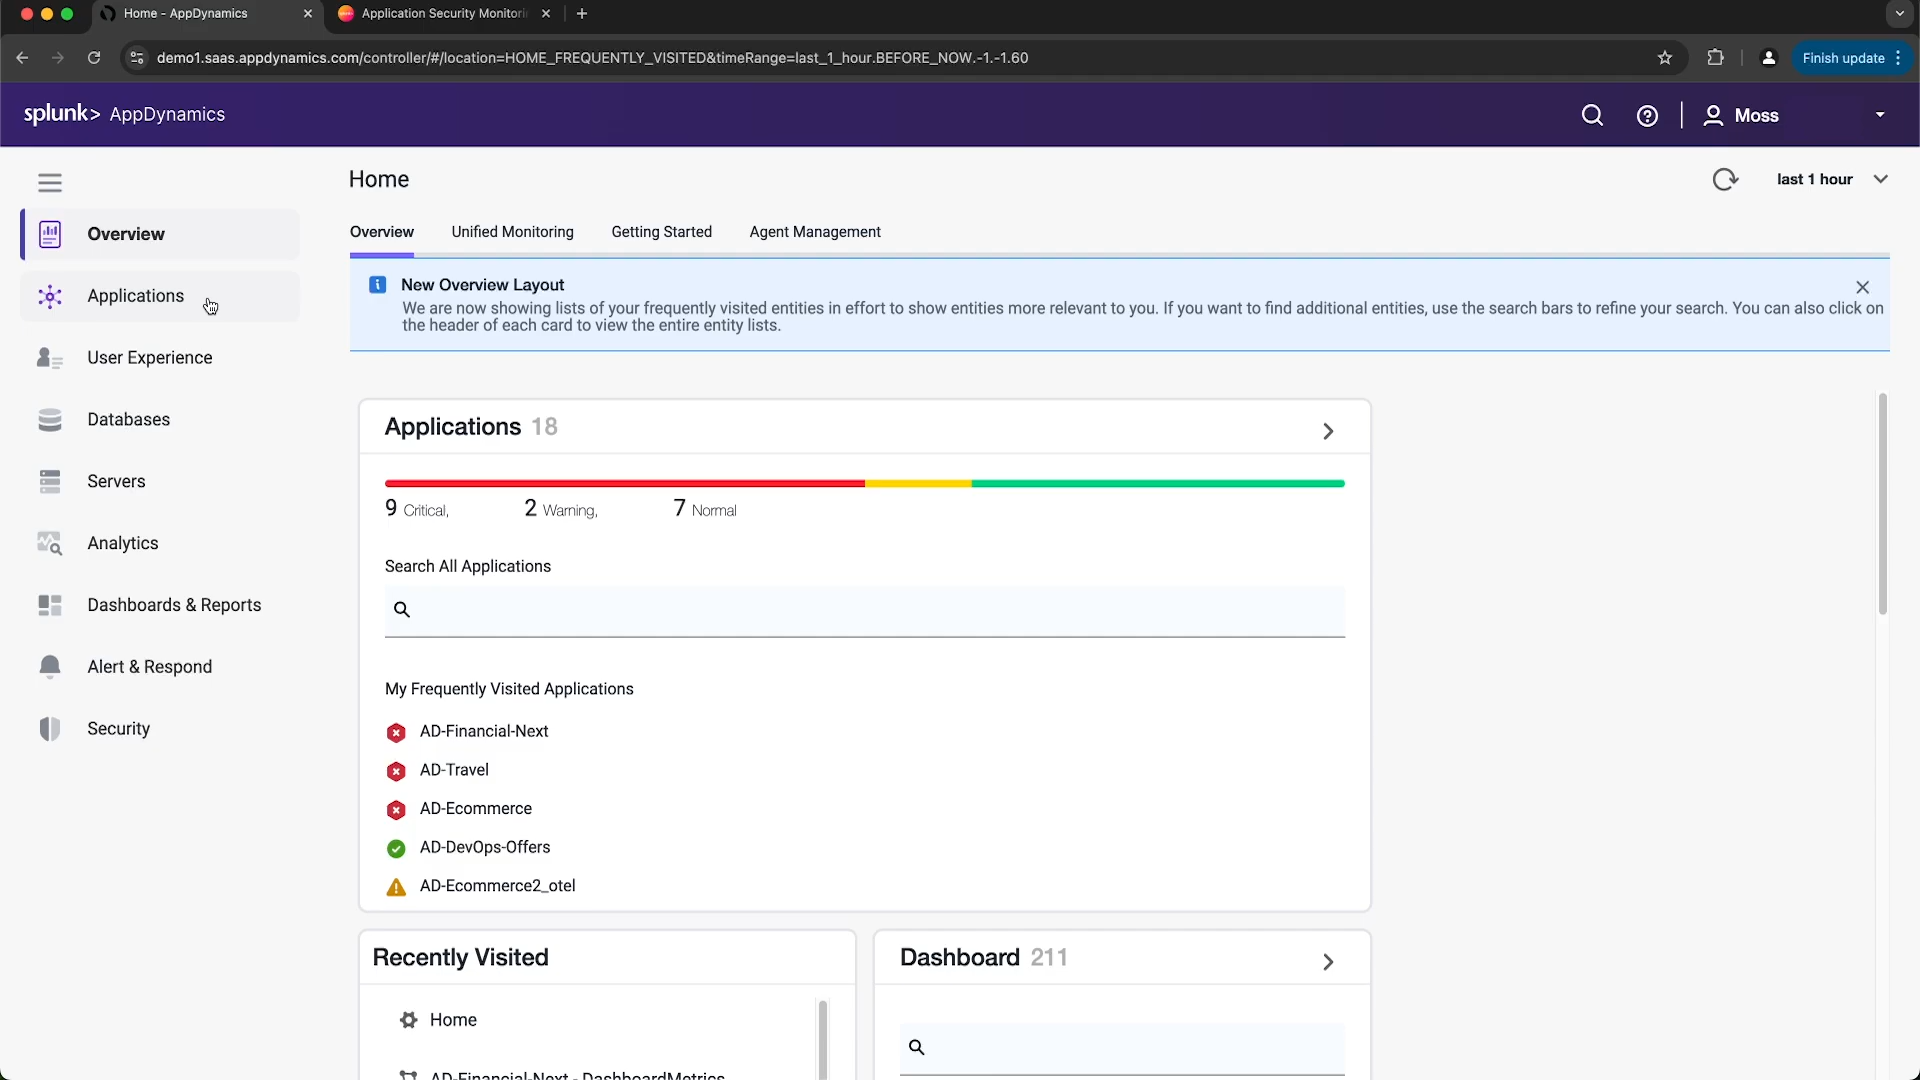 Home - AppDynamics
Application Security Monitori
demo1.saas.appdynamics.com/controller/#/location=HOME_FREQUENTLY_VISITED&timeRange=last_1_hour.BEFORE_NOW.-1.-1.60
Finish update
splunk> AppDynamics
Moss
Home
last 1 hour
Overview
Applications
User Experience
Databases
Servers
Analytics
Dashboards & Reports
Alert & Respond
Security
Overview
Unified Monitoring
Getting Started
Agent Management
New Overview Layout
We are now showing lists of your frequently visited entities in effort to show entities more relevant to you. If you want to find additional entities, use the search bars to refine your search. You can also click on
the header of each card to view the entire entity lists.
Applications 18
9 Critical, 2 Warning, 7 Normal
Search All Applications
My Frequently Visited Applications
AD-Financial-Next
AD-Travel
AD-Ecommerce
AD-DevOps-Offers
AD-Ecommerce2_otel
Recently Visited
Home
AD-Financial-Next - DashboardMetrics
Dashboard 211